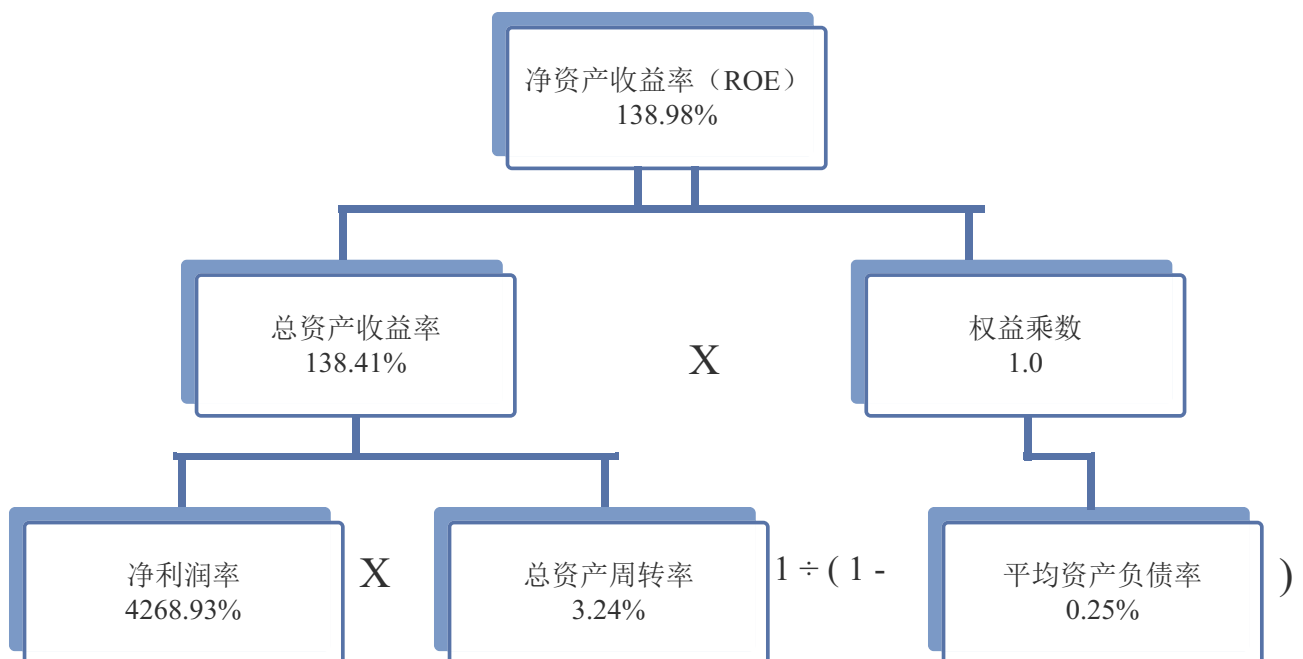 净资产收益率（ROE）
138.98%
总资产收益率
138.41%
X
权益乘数
1.0
净利润率
4268.93%
X
总资产周转率
3.24%
1 ÷ ( 1 -
平均资产负债率
0.25%
)